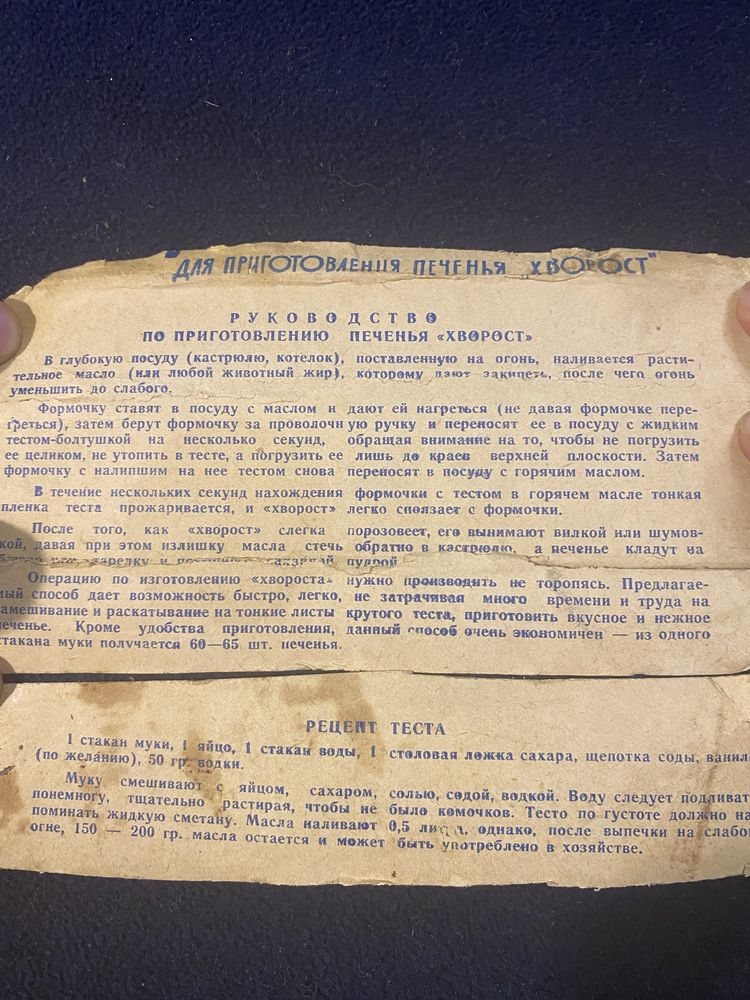 "ДЛЯ ПРИГОТОВЛЕНИЯ ПЕЧЕНЬЯ „ХВОРОСТ"
РУКОВОДСТВО
ПО ПРИГОТОВЛЕНИЮ ПЕЧЕНЬЯ «ХВОРОСТ»
В глубокую посуду (кастрюлю, котелок), поставленную на огонь, наливается расти-
тельное масло (или любой животный жир), которому дают закипеть, после чего огонь
уменьшить до слабого.
Формочку ставят в посуду с маслом и дают ей нагреться (не давая формочке пере-
греться), затем берут формочку за проволочную ручку и переносят ее в посуду с жидким
тестом-болтушкой на несколько секунд, обращая внимание на то, чтобы не погрузить
ее целиком, не утопить в тесте, а погрузить ее лишь до краев верхней плоскости. Затем
формочку с налипшим на нее тестом снова переносят в посуду с горячим маслом.
В течение нескольких секунд нахождения формочки с тестом в горячем масле тонкая
пленка теста прожаривается, и «хворост» легко сползает с формочки.
После того, как «хворост» слегка порозовеет, его вынимают вилкой или шумов-
кой, давая при этом излишку масла стечь обратно в кастрюлю, а печенье кладут на
тарелку и сахарной пудрой
Операцию по изготовлению «хвороста» нужно производить не торопясь. Предлагае-
мый способ дает возможность быстро, легко, не затрачивая много времени и труда на
замешивание и раскатывание на тонкие листы крутого теста, приготовить вкусное и нежное
печенье. Кроме удобства приготовления, данный способ очень экономичен — из одного
стакана муки получается 60—65 шт. печенья.
РЕЦЕПТ ТЕСТА
1 стакан муки, 1 яйцо, 1 стакан воды, 1 столовая ложка сахара, щепотка соды, ванил
(по желанию), 50 гр. водки.
Муку смешивают с яйцом, сахаром, солью, содой, водкой. Воду следует подливат
понемногу, тщательно растирая, чтобы не было комочков. Тесто по густоте должно на
поминать жидкую сметану. Масла наливают 0,5 литра, однако, после выпечки на слабо
огне, 150 — 200 гр. масла остается и может быть употреблено в хозяйстве.